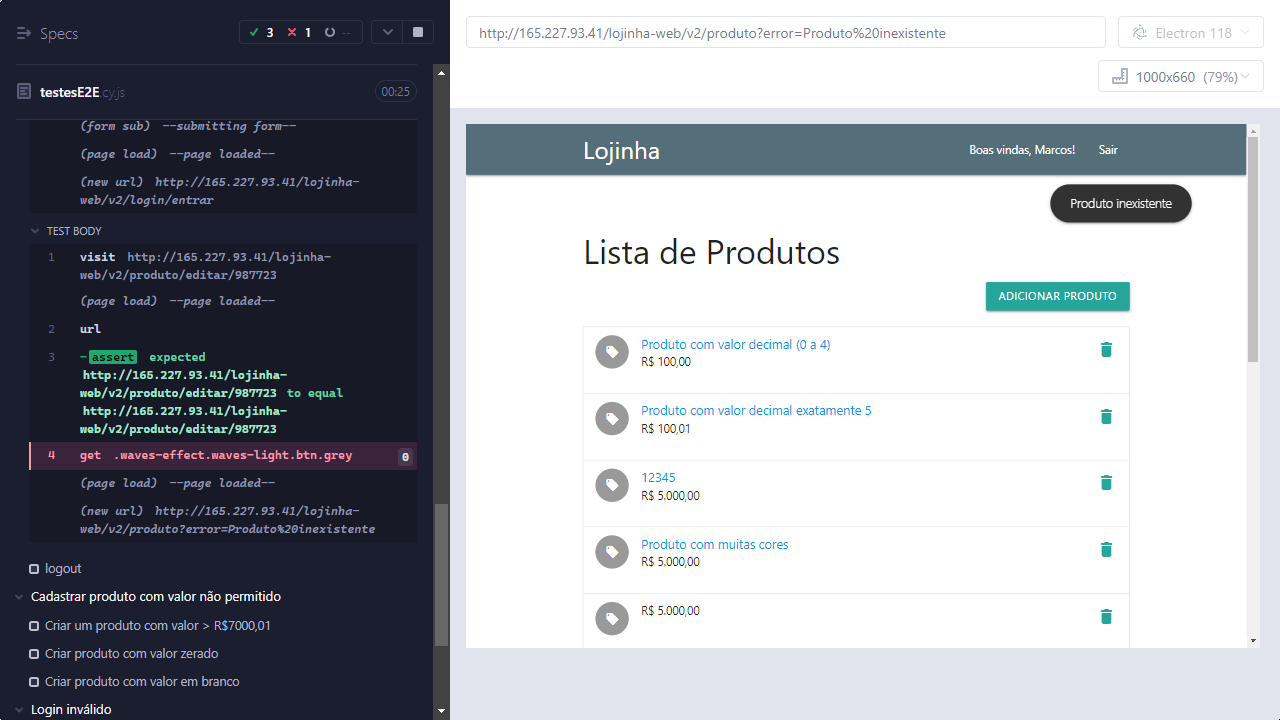 Specs
3
1
--
testesE2E.cy.js
00:25
(form sub) --submitting form--
(page load) --page loaded--
(new url) http://165.227.93.41/lojinha-
web/v2/login/entrar
TEST BODY
1 visit http://165.227.93.41/lojinha-
web/v2/produto/editar/987723
(page load) --page loaded--
2 url
3 -assert expected
http://165.227.93.41/lojinha-
web/v2/produto/editar/987723 to equal
http://165.227.93.41/lojinha-
web/v2/produto/editar/987723
4 get .waves-effect.waves-light.btn.grey 0
(page load) --page loaded--
(new url) http://165.227.93.41/lojinha-
web/v2/produto?error=Produto%20inexistente
logout
Cadastrar produto com valor não permitido
Criar um produto com valor > R$7000,01
Criar produto com valor zerado
Criar produto com valor em branco
Login inválido
http://165.227.93.41/lojinha-web/v2/produto?error=Produto%20inexistente
Electron 118
1000x660 (79%)
Lojinha
Boas vindas, Marcos!
Sair
Produto inexistente
Lista de Produtos
ADICIONAR PRODUTO
Produto com valor decimal (0 a 4)
R$ 100,00
Produto com valor decimal exatamente 5
R$ 100,01
12345
R$ 5.000,00
Produto com muitas cores
R$ 5.000,00
R$ 5.000,00